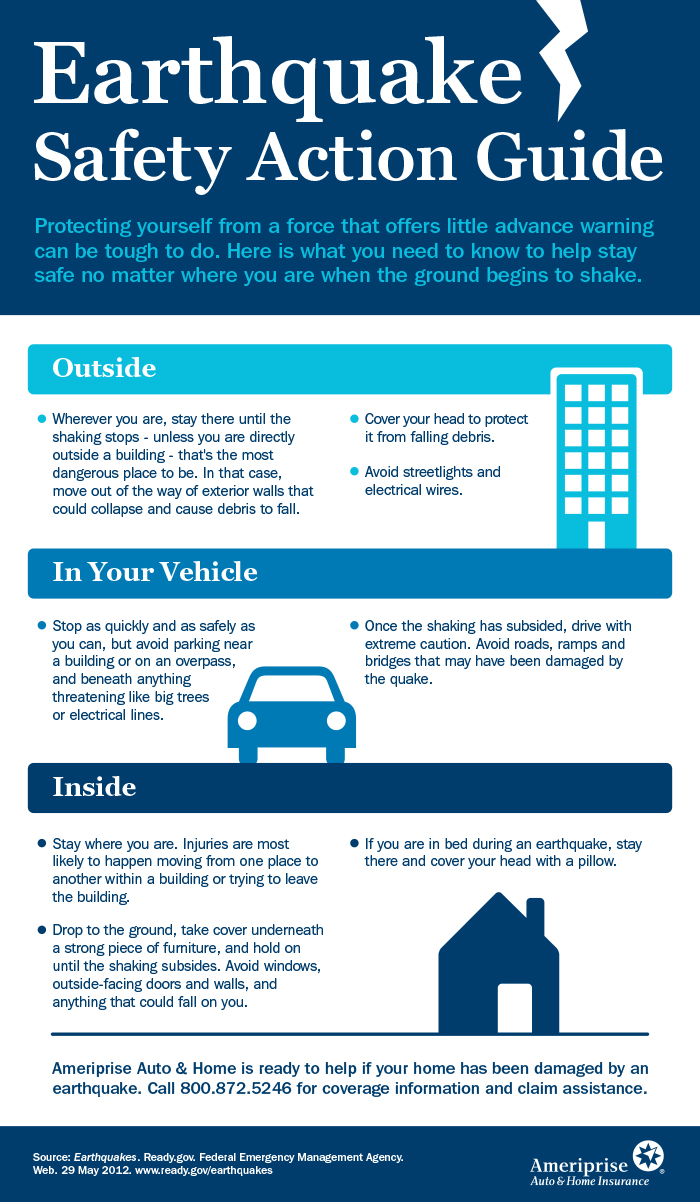 Earthquake
Safety Action Guide
Protecting yourself from a force that offers little advance warning
can be tough to do. Here is what you need to know to help stay
safe no matter where you are when the ground begins to shake.
Outside
• Wherever you are, stay there until the
shaking stops - unless you are directly
outside a building - that's the most
dangerous place to be. In that case,
move out of the way of exterior walls that
could collapse and cause debris to fall.
• Cover your head to protect
it from falling debris.
• Avoid streetlights and
electrical wires.
In Your Vehicle
• Stop as quickly and as safely as
you can, but avoid parking near
a building or on an overpass,
and beneath anything
threatening like big trees
or electrical lines.
• Once the shaking has subsided, drive with
extreme caution. Avoid roads, ramps and
bridges that may have been damaged by
the quake.
Inside
• Stay where you are. Injuries are most
likely to happen moving from one place to
another within a building or trying to leave
the building.
• Drop to the ground, take cover underneath
a strong piece of furniture, and hold on
until the shaking subsides. Avoid windows,
outside-facing doors and walls, and
anything that could fall on you.
• If you are in bed during an earthquake, stay
there and cover your head with a pillow.
Ameriprise Auto & Home is ready to help if your home has been damaged by an
earthquake. Call 800.872.5246 for coverage information and claim assistance.
Source: Earthquakes. Ready.gov. Federal Emergency Management Agency.
Web. 29 May 2012. www.ready.gov/earthquakes
Ameriprise ®
Auto & Home Insurance